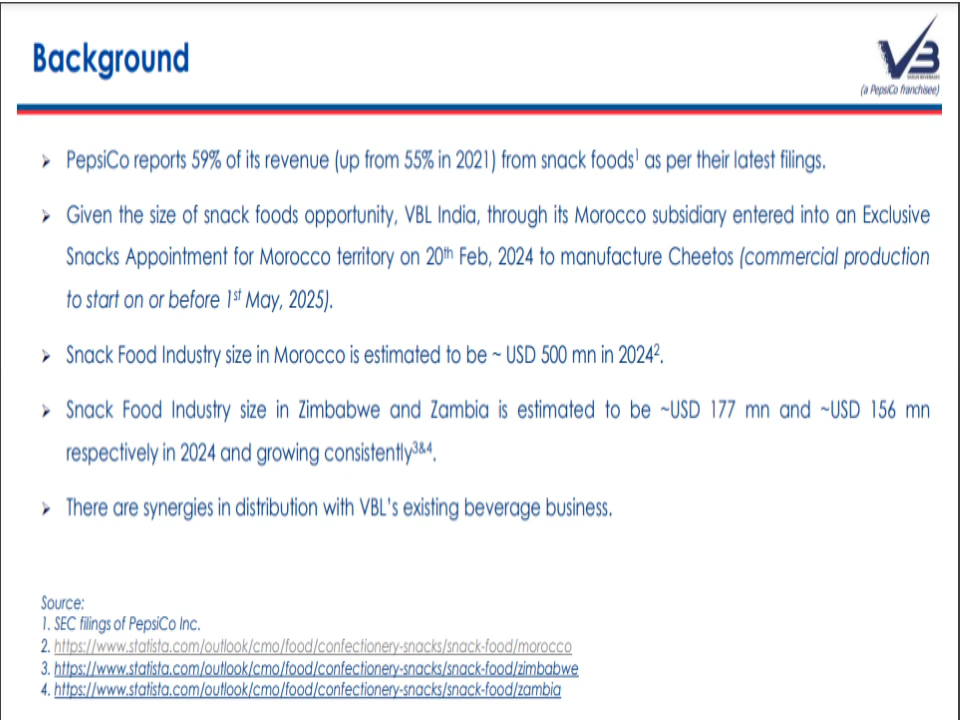 Background
VB
VARUN BEVERAGES
(a PepsiCo franchisee)
➢ PepsiCo reports 59% of its revenue (up from 55% in 2021) from snack foods¹ as per their latest filings.
➢ Given the size of snack foods opportunity, VBL India, through its Morocco subsidiary entered into an Exclusive
Snacks Appointment for Morocco territory on 20th Feb, 2024 to manufacture Cheetos (commercial production
to start on or before 1st May, 2025).
➢ Snack Food Industry size in Morocco is estimated to be ~ USD 500 mn in 2024².
➢ Snack Food Industry size in Zimbabwe and Zambia is estimated to be ~USD 177 mn and ~USD 156 mn
respectively in 2024 and growing consistently³&⁴.
➢ There are synergies in distribution with VBL's existing beverage business.
Source:
1. SEC filings of PepsiCo Inc.
2. https://www.statista.com/outlook/cmo/food/confectionery-snacks/snack-food/morocco
3. https://www.statista.com/outlook/cmo/food/confectionery-snacks/snack-food/zimbabwe
4. https://www.statista.com/outlook/cmo/food/confectionery-snacks/snack-food/zambia